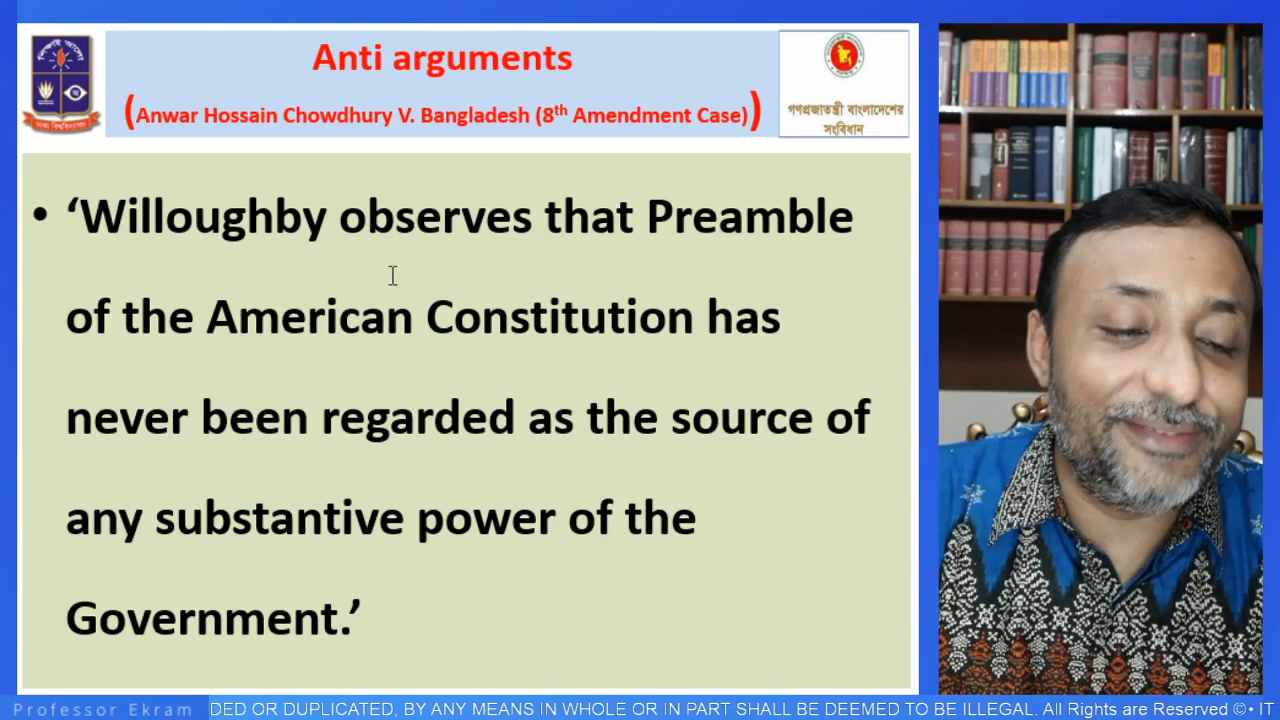 Anti arguments
(Anwar Hossain Chowdhury V. Bangladesh (8th Amendment Case))
গণপ্রজাতন্ত্রী বাংলাদেশের
সংবিধান
• ‘Willoughby observes that Preamble
of the American Constitution has
never been regarded as the source of
any substantive power of the
Government.’
Professor Ekram
DED OR DUPLICATED, BY ANY MEANS IN WHOLE OR IN PART SHALL BE DEEMED TO BE ILLEGAL. All Rights are Reserved ©• IT